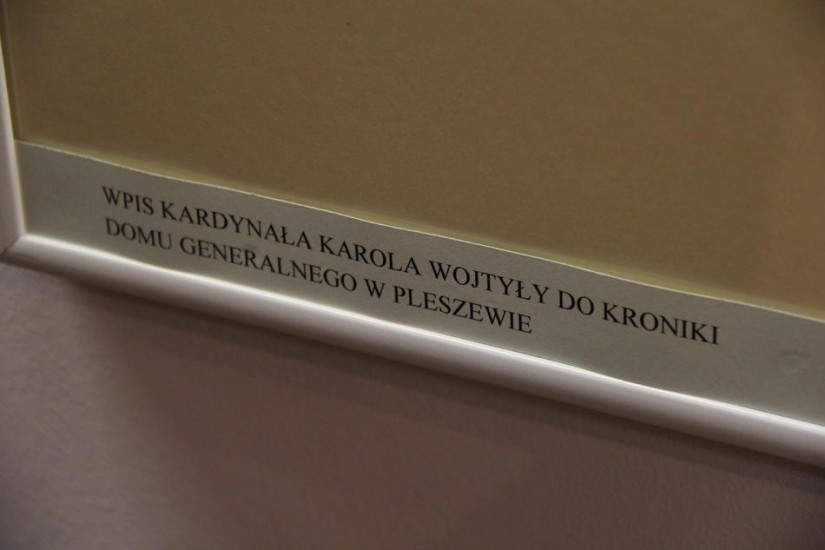 WPIS KARDYNAŁA KAROLA WOJTYŁY DO KRONIKI
DOMU GENERALNEGO W PLESZEWIE